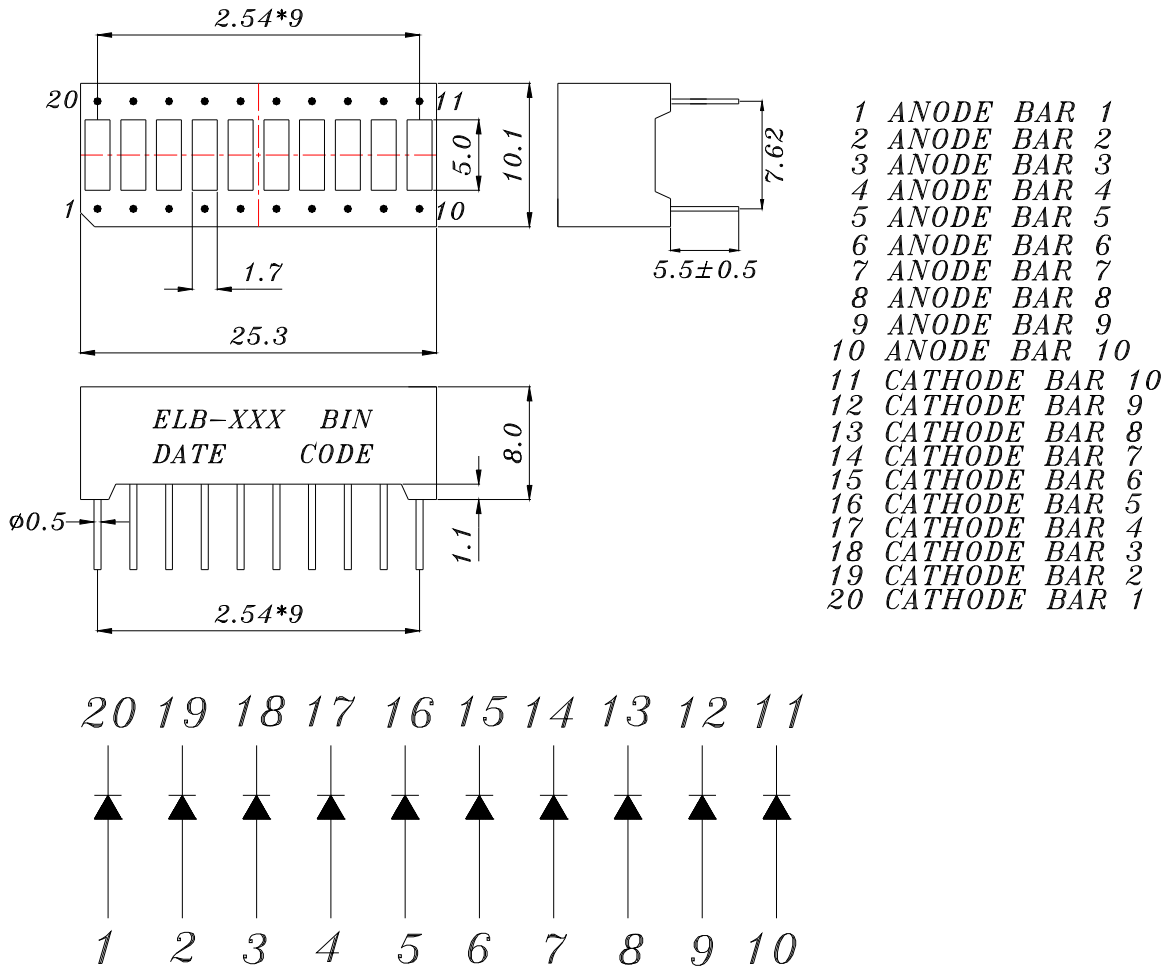 2.54*9
20 11
5.0
10.1
1 10
1.7
25.3
7.62
5.5±0.5
1 ANODE BAR 1
2 ANODE BAR 2
3 ANODE BAR 3
4 ANODE BAR 4
5 ANODE BAR 5
6 ANODE BAR 6
7 ANODE BAR 7
8 ANODE BAR 8
9 ANODE BAR 9
10 ANODE BAR 10
11 CATHODE BAR 10
12 CATHODE BAR 9
13 CATHODE BAR 8
14 CATHODE BAR 7
15 CATHODE BAR 6
16 CATHODE BAR 5
17 CATHODE BAR 4
18 CATHODE BAR 3
19 CATHODE BAR 2
20 CATHODE BAR 1
ELB-XXX BIN
DATE CODE
8.0
ø0.5
1.1
2.54*9
20 19 18 17 16 15 14 13 12 11
1 2 3 4 5 6 7 8 9 10